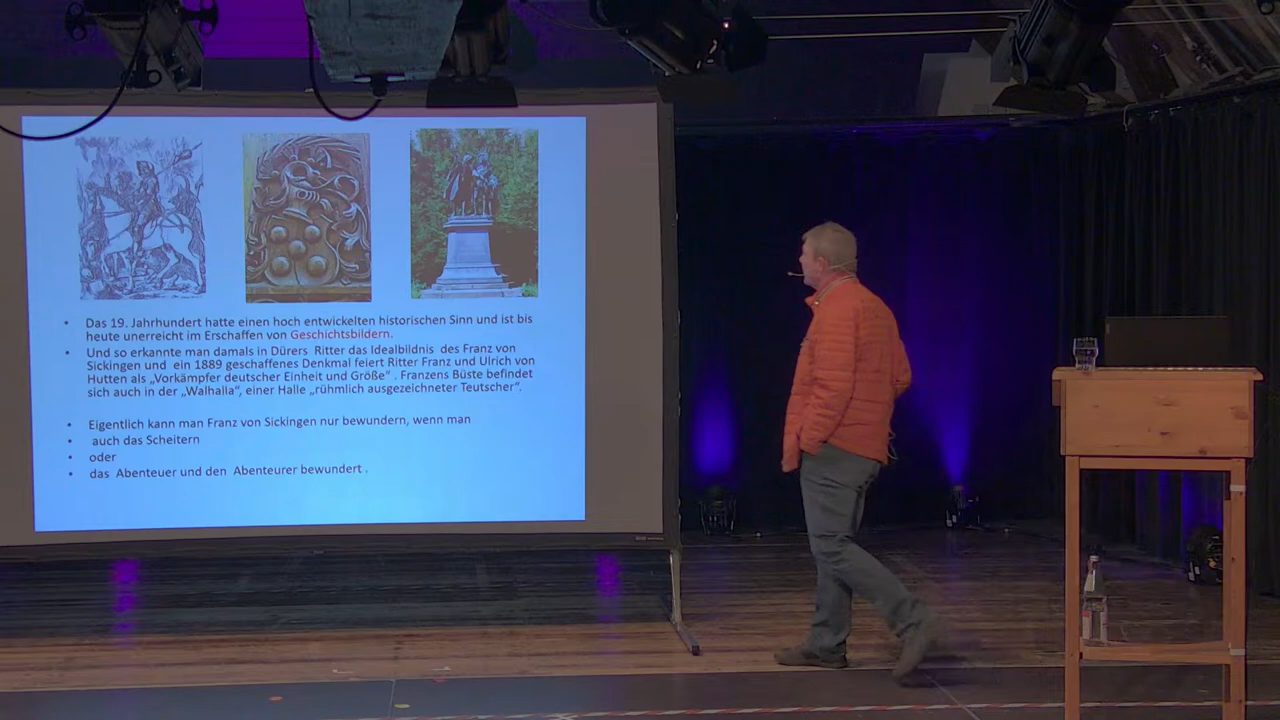 • Das 19. Jahrhundert hatte einen hoch entwickelten historischen Sinn und ist bis
heute unerreicht im Erschaffen von Geschichtsbildern.
• Und so erkannte man damals in Dürers Ritter das Idealbildnis des Franz von
Sickingen und ein 1889 geschaffenes Denkmal feiert Ritter Franz und Ulrich von
Hutten als „Vorkämpfer deutscher Einheit und Größe“ . Franzens Büste befindet
sich auch in der „Walhalla“, einer Halle „rühmlich ausgezeichneter Teutscher“.
• Eigentlich kann man Franz von Sickingen nur bewundern, wenn man
• auch das Scheitern
• oder
• das Abenteuer und den Abenteurer bewundert .